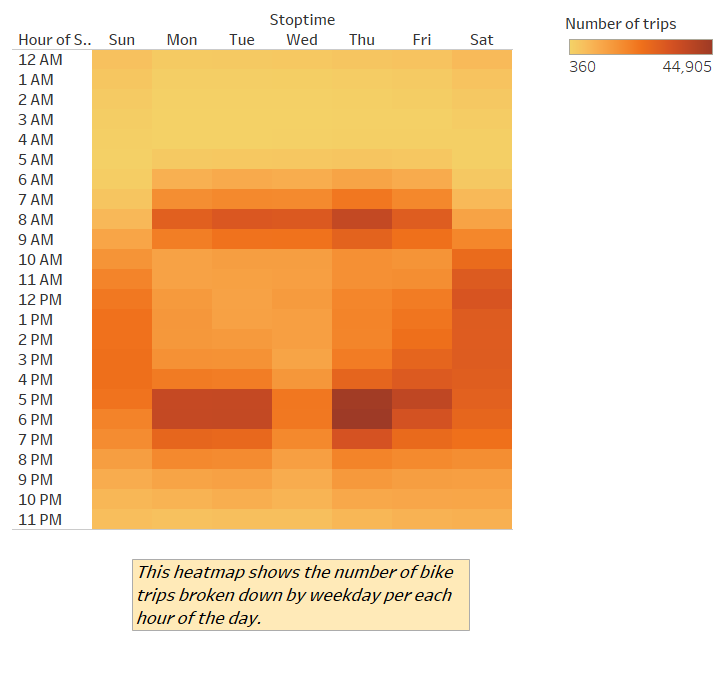 Stoptime
Number of trips
Hour of S.. Sun Mon Tue Wed Thu Fri Sat
360 44,905
12 AM
1 AM
2 AM
3 AM
4 AM
5 AM
6 AM
7 AM
8 AM
9 AM
10 AM
11 AM
12 PM
1 PM
2 PM
3 PM
4 PM
5 PM
6 PM
7 PM
8 PM
9 PM
10 PM
11 PM
This heatmap shows the number of bike
trips broken down by weekday per each
hour of the day.